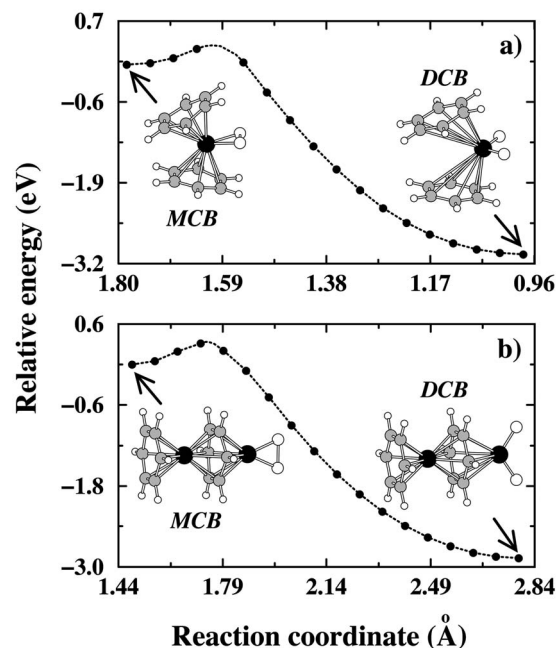 0.7
a)
DCB
−0.6
−1.9
MCB
−3.2
1.80 1.59 1.38 1.17 0.96
Relative energy (eV)
0.6
b)
DCB
−0.6
−1.8
MCB
−3.0
1.44 1.79 2.14 2.49 2.84
Reaction coordinate (Å)